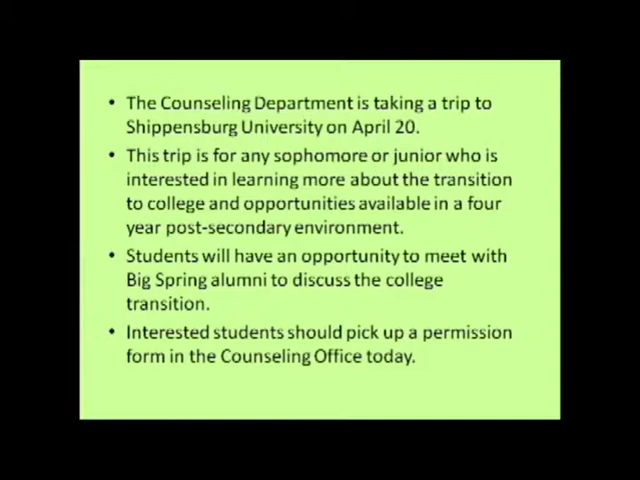 • The Counseling Department is taking a trip to
Shippensburg University on April 20.
• This trip is for any sophomore or junior who is
interested in learning more about the transition
to college and opportunities available in a four
year post-secondary environment.
• Students will have an opportunity to meet with
Big Spring alumni to discuss the college
transition.
• Interested students should pick up a permission
form in the Counseling Office today.